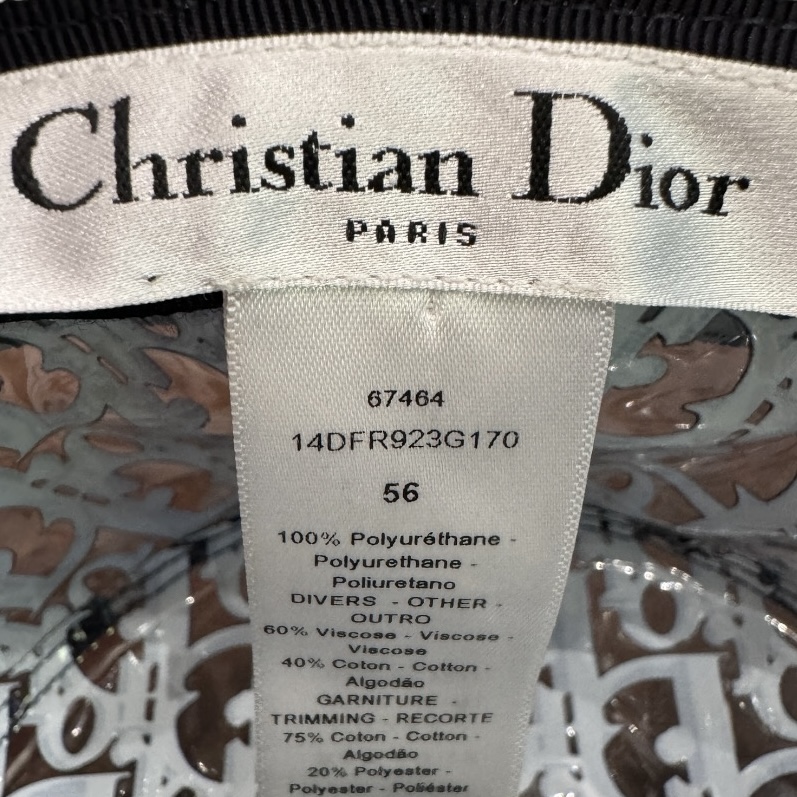 Christian Dior
PARIS
67464
14DFR923G170
56
100% Polyuréthane -
Polyurethane -
Poliuretano
DIVERS - OTHER -
OUTRO
60% Viscose - Viscose -
Viscose
40% Coton - Cotton -
Algodão
GARNITURE -
TRIMMING - RECORTE
75% Coton - Cotton -
Algodão
20% Polyester -
Polyester - Poliéster